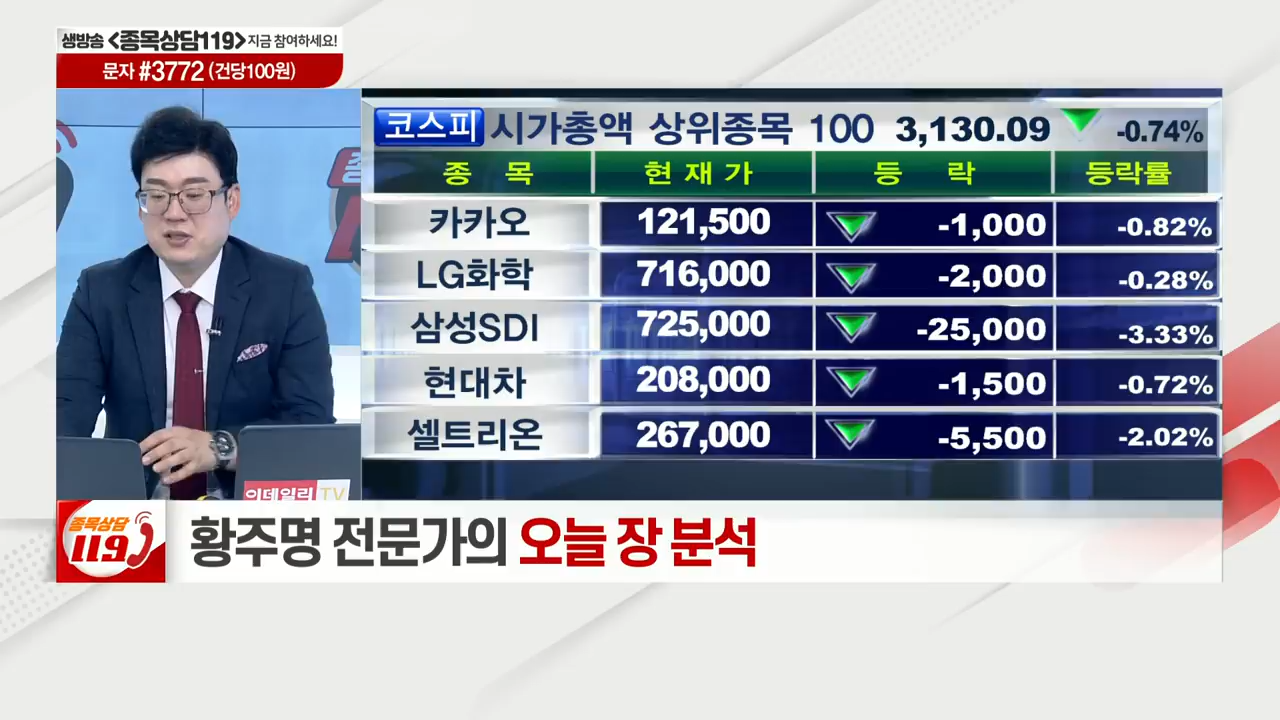 생방송 <종목상담119> 지금 참여하세요!
문자 #3772 (건당100원)
코스피 시가총액 상위종목 100 3,130.09 -0.74%
종 목 현 재 가 등 락 등락률
카카오 121,500 -1,000 -0.82%
LG화학 716,000 -2,000 -0.28%
삼성SDI 725,000 -25,000 -3.33%
현대차 208,000 -1,500 -0.72%
셀트리온 267,000 -5,500 -2.02%
이데일리 TV
종목상담
119
황주명 전문가의 오늘 장 분석